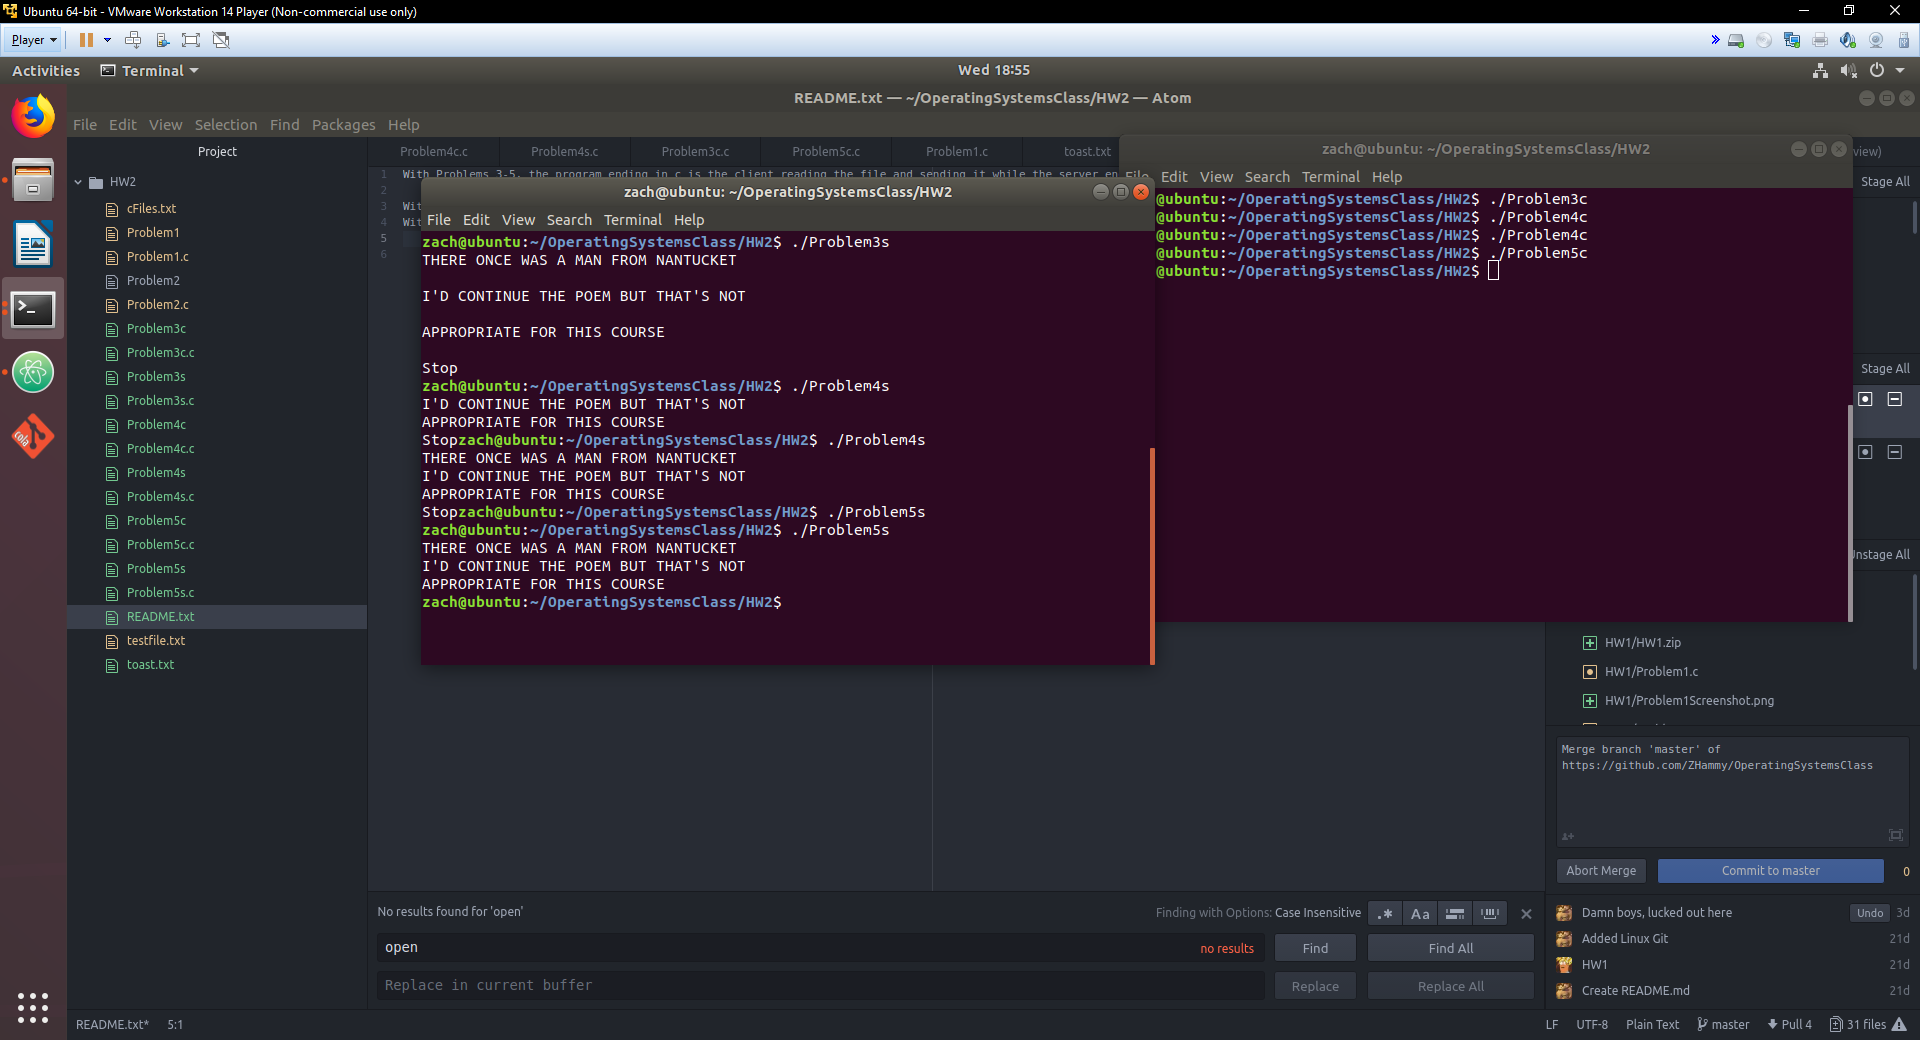 Ubuntu 64-bit - VMware Workstation 14 Player (Non-commercial use only)
Player
Activities
Terminal
Wed 18:55
README.txt — ~/OperatingSystemsClass/HW2 — Atom
File Edit View Selection Find Packages Help
Project
Problem4c.c
Problem4s.c
Problem3c.c
Problem5c.c
Problem1.c
toast.txt
HW2
cFiles.txt
Problem1
Problem1.c
Problem2
Problem2.c
Problem3c
Problem3c.c
Problem3s
Problem3s.c
Problem4c
Problem4c.c
Problem4s
Problem4s.c
Problem5c
Problem5c.c
Problem5s
Problem5s.c
README.txt
testfile.txt
toast.txt
1 With Problems 3-5, the program ending in c is the client reading the file and sending it while the server en
2
3 Wit
4 Wit
5
6
zach@ubuntu: ~/OperatingSystemsClass/HW2
File Edit View Search Terminal Help
zach@ubuntu:~/OperatingSystemsClass/HW2$ ./Problem3s
THERE ONCE WAS A MAN FROM NANTUCKET
I'D CONTINUE THE POEM BUT THAT'S NOT
APPROPRIATE FOR THIS COURSE
Stop
zach@ubuntu:~/OperatingSystemsClass/HW2$ ./Problem4s
I'D CONTINUE THE POEM BUT THAT'S NOT
APPROPRIATE FOR THIS COURSE
Stopzach@ubuntu:~/OperatingSystemsClass/HW2$ ./Problem4s
THERE ONCE WAS A MAN FROM NANTUCKET
I'D CONTINUE THE POEM BUT THAT'S NOT
APPROPRIATE FOR THIS COURSE
Stopzach@ubuntu:~/OperatingSystemsClass/HW2$ ./Problem5s
zach@ubuntu:~/OperatingSystemsClass/HW2$ ./Problem5s
THERE ONCE WAS A MAN FROM NANTUCKET
I'D CONTINUE THE POEM BUT THAT'S NOT
APPROPRIATE FOR THIS COURSE
zach@ubuntu:~/OperatingSystemsClass/HW2$
zach@ubuntu: ~/OperatingSystemsClass/HW2
File Edit View Search Terminal Help
@ubuntu:~/OperatingSystemsClass/HW2$ ./Problem3c
@ubuntu:~/OperatingSystemsClass/HW2$ ./Problem4c
@ubuntu:~/OperatingSystemsClass/HW2$ ./Problem4c
@ubuntu:~/OperatingSystemsClass/HW2$ ./Problem5c
@ubuntu:~/OperatingSystemsClass/HW2$
view)
Stage All
Stage All
Unstage All
HW1/HW1.zip
HW1/Problem1.c
HW1/Problem1Screenshot.png
Merge branch 'master' of
https://github.com/ZHammy/OperatingSystemsClass
Abort Merge
Commit to master
0
Damn boys, lucked out here Undo 3d
Added Linux Git 21d
HW1 21d
Create README.md 21d
No results found for 'open'
Finding with Options: Case Insensitive
.* Aa
open no results
Find Find All
Replace in current buffer
Replace Replace All
README.txt* 5:1
LF UTF-8 Plain Text master Pull 4 31 files